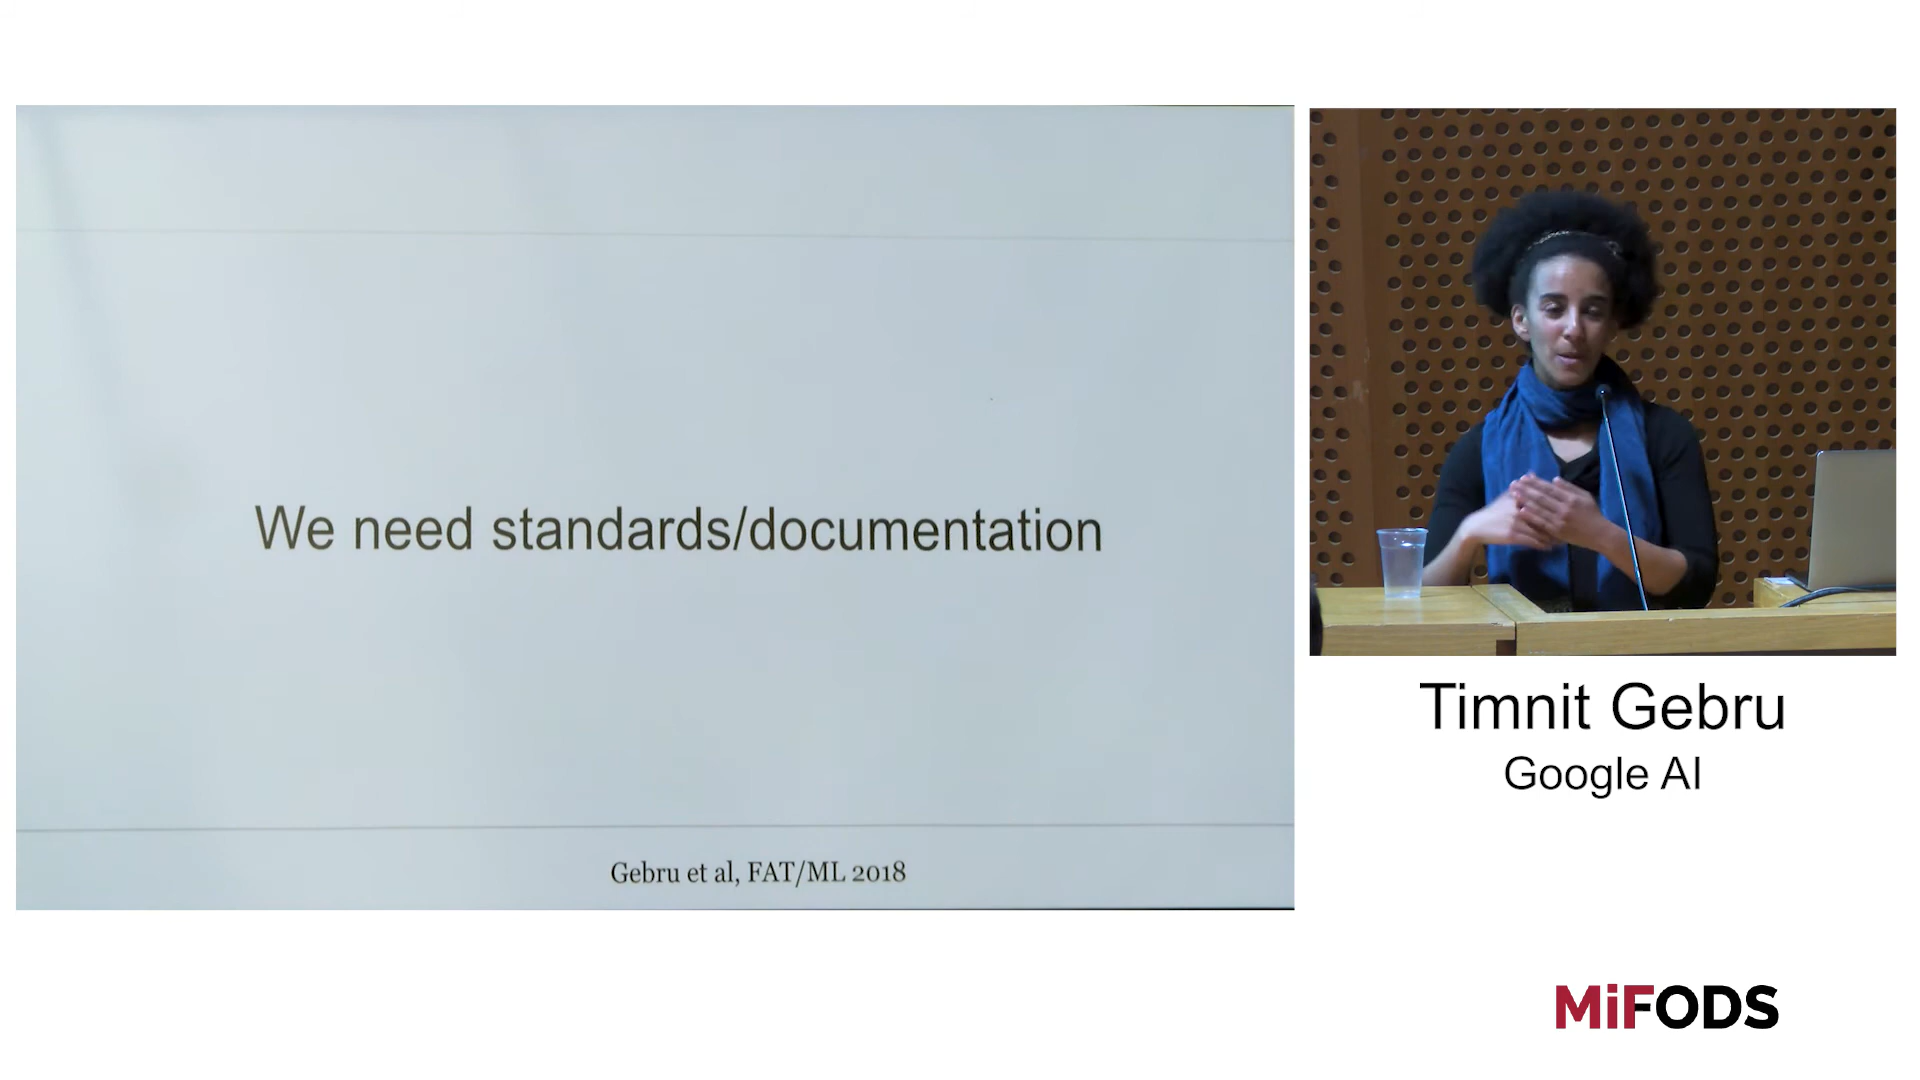 We need standards/documentation
Gebru et al, FAT/ML 2018
Timnit Gebru
Google AI
MiFODS